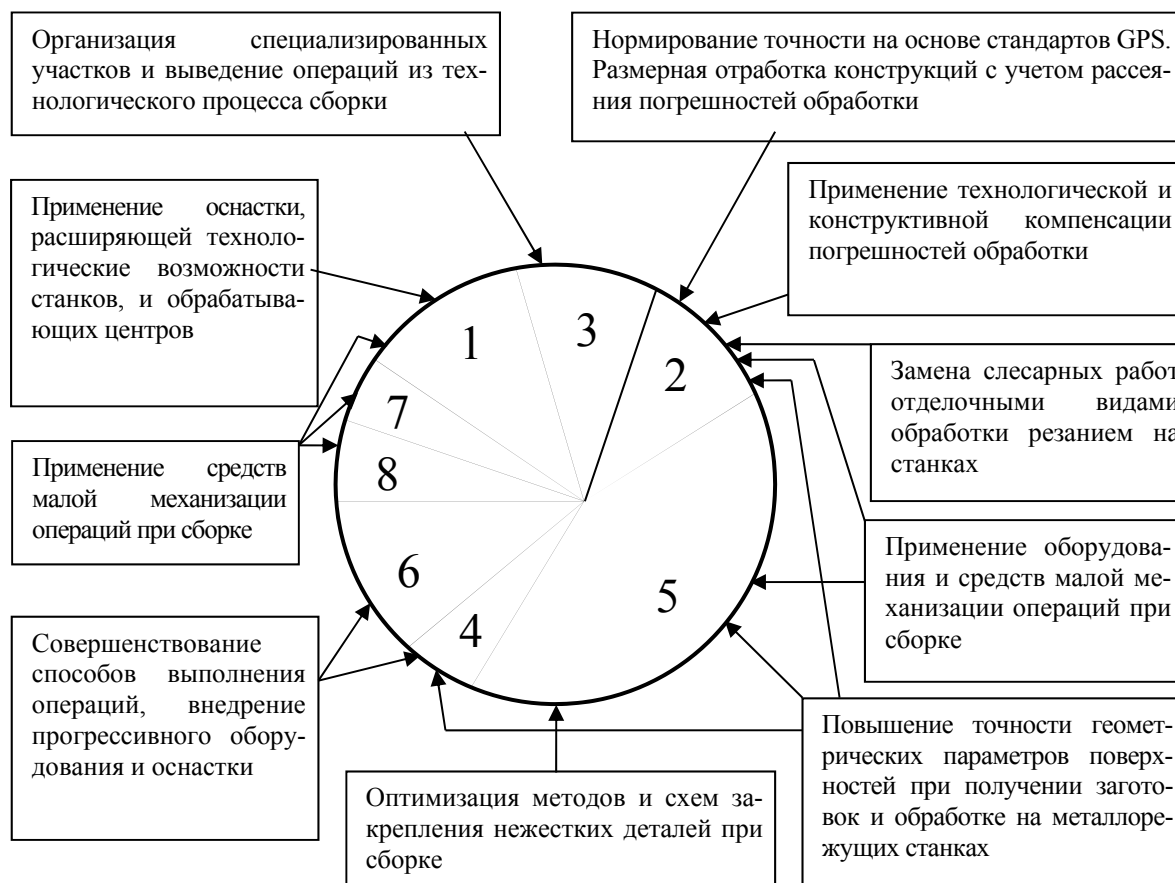 Организация специализированных
участков и выведение операций из тех-
нологического процесса сборки
Нормирование точности на основе стандартов GPS.
Размерная отработка конструкций с учетом рассея-
ния погрешностей обработки
Применение оснастки,
расширяющей техноло-
гические возможности
станков, и обрабатываю-
ющих центров
Применение технологической и
конструктивной компенсации
погрешностей обработки
1
3
2
7
8
6
4
5
Замена слесарных работ
отделочными видами
обработки резанием на
станках
Применение средств
малой механизации
операций при сборке
Применение оборудова-
ния и средств малой ме-
ханизации операций при
сборке
Совершенствование
способов выполнения
операций, внедрение
прогрессивного обору-
дования и оснастки
Оптимизация методов и схем за-
крепления нежестких деталей при
сборке
Повышение точности геомет-
рических параметров поверх-
ностей при получении загото-
вок и обработке на металлоре-
жущих станках